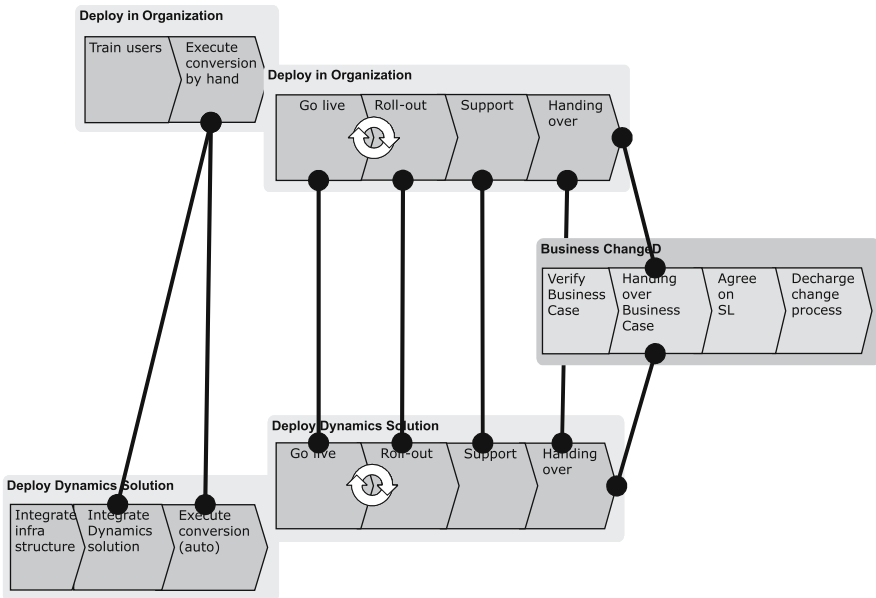 Deploy in Organization
Train users
Execute
conversion
by hand
Deploy in Organization
Go live
Roll-out
Support
Handing
over
Business ChangeD
Verify
Business
Case
Handing
over
Business
Case
Agree
on
SL
Decharge
change
process
Deploy Dynamics Solution
Go live
Roll-out
Support
Handing
over
Deploy Dynamics Solution
Integrate
infra
structure
Integrate
Dynamics
solution
Execute
conversion
(auto)